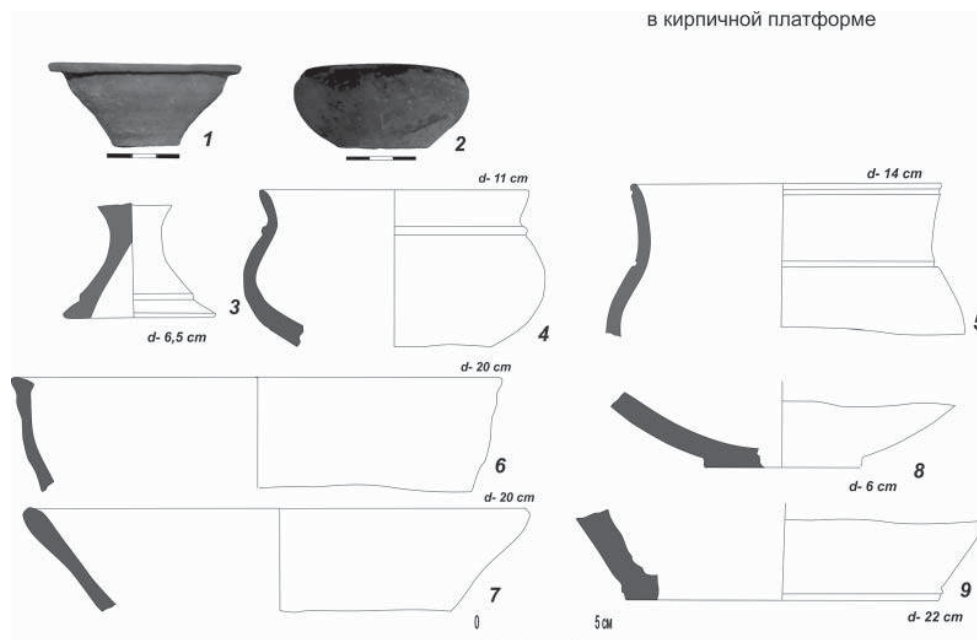 в кирпичной платформе
1
2
d- 11 cm
d- 14 cm
3
4
5
d- 6,5 cm
d- 20 cm
6
8
d- 20 cm
d- 6 cm
7
9
0
5 см
d- 22 cm